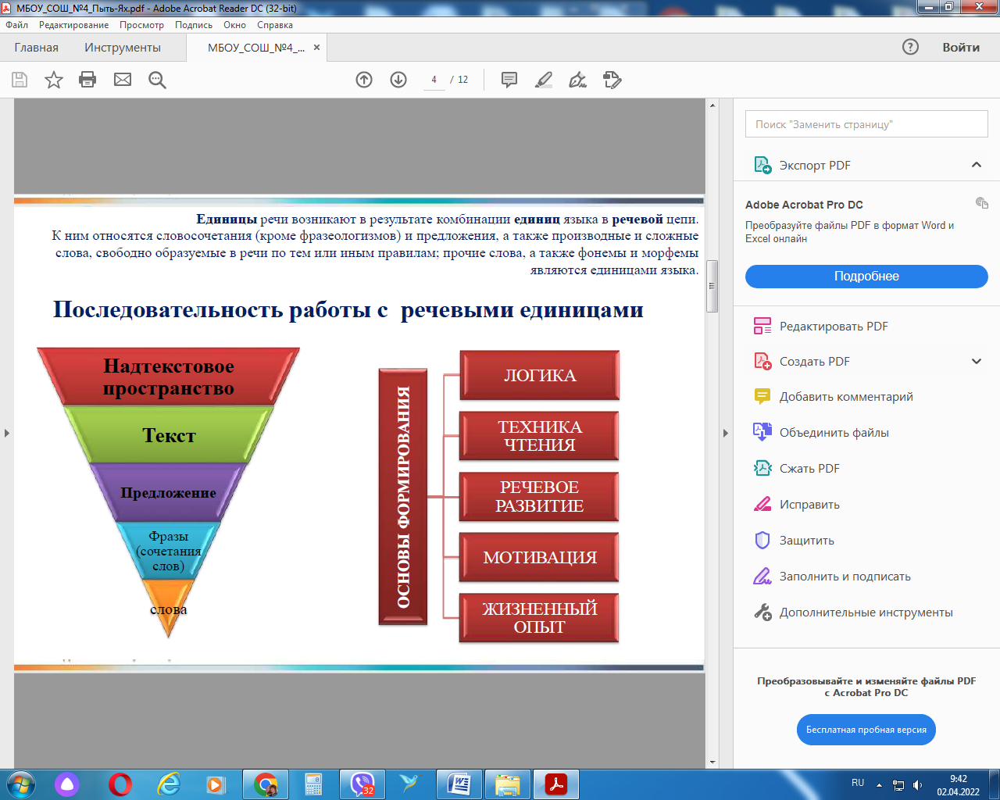 МБОУ_СОШ_№4_Пыть-Ях.pdf - Adobe Acrobat Reader DC (32-bit)
Файл Редактирование Просмотр Подпись Окно Справка
Главная Инструменты МБОУ_СОШ_№4_... × Войти
4 / 12
Единицы речи возникают в результате комбинации единиц языка в речевой цепи.
К ним относятся словосочетания (кроме фразеологизмов) и предложения, а также производные и сложные
слова, свободно образуемые в речи по тем или иным правилам; прочие слова, а также фонемы и морфемы
являются единицами языка.
Последовательность работы с речевыми единицами
Надтекстовое
пространство
Текст
Предложение
Фразы
(сочетания
слов)
слова
ОСНОВЫ ФОРМИРОВАНИЯ
ЛОГИКА
ТЕХНИКА
ЧТЕНИЯ
РЕЧЕВОЕ
РАЗВИТИЕ
МОТИВАЦИЯ
ЖИЗНЕННЫЙ
ОПЫТ
Поиск "Заменить страницу"
Экспорт PDF
Adobe Acrobat Pro DC
Преобразуйте файлы PDF в формат Word и
Excel онлайн
Подробнее
Редактировать PDF
Создать PDF
Добавить комментарий
Объединить файлы
Сжать PDF
Исправить
Защитить
Заполнить и подписать
Дополнительные инструменты
Преобразовывайте и изменяйте файлы PDF
с Acrobat Pro DC
Бесплатная пробная версия
32
RU
9:42
02.04.2022